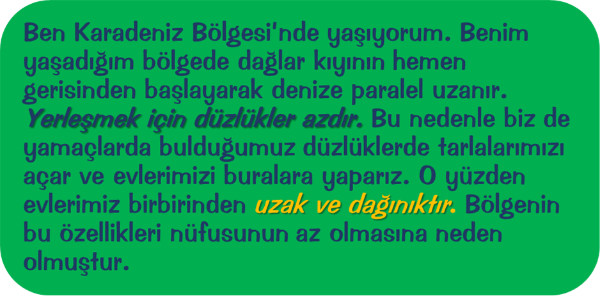 Ben Karadeniz Bölgesi'nde yaşıyorum. Benim
yaşadığım bölgede dağlar kıyının hemen
gerisinden başlayarak denize paralel uzanır.
Yerleşmek için düzlükler azdır. Bu nedenle biz de
yamaçlarda bulduğumuz düzlüklerde tarlalarımızı
açar ve evlerimizi buralara yaparız. O yüzden
evlerimiz birbirinden uzak ve dağınıktır. Bölgenin
bu özellikleri nüfusunun az olmasına neden
olmuştur.